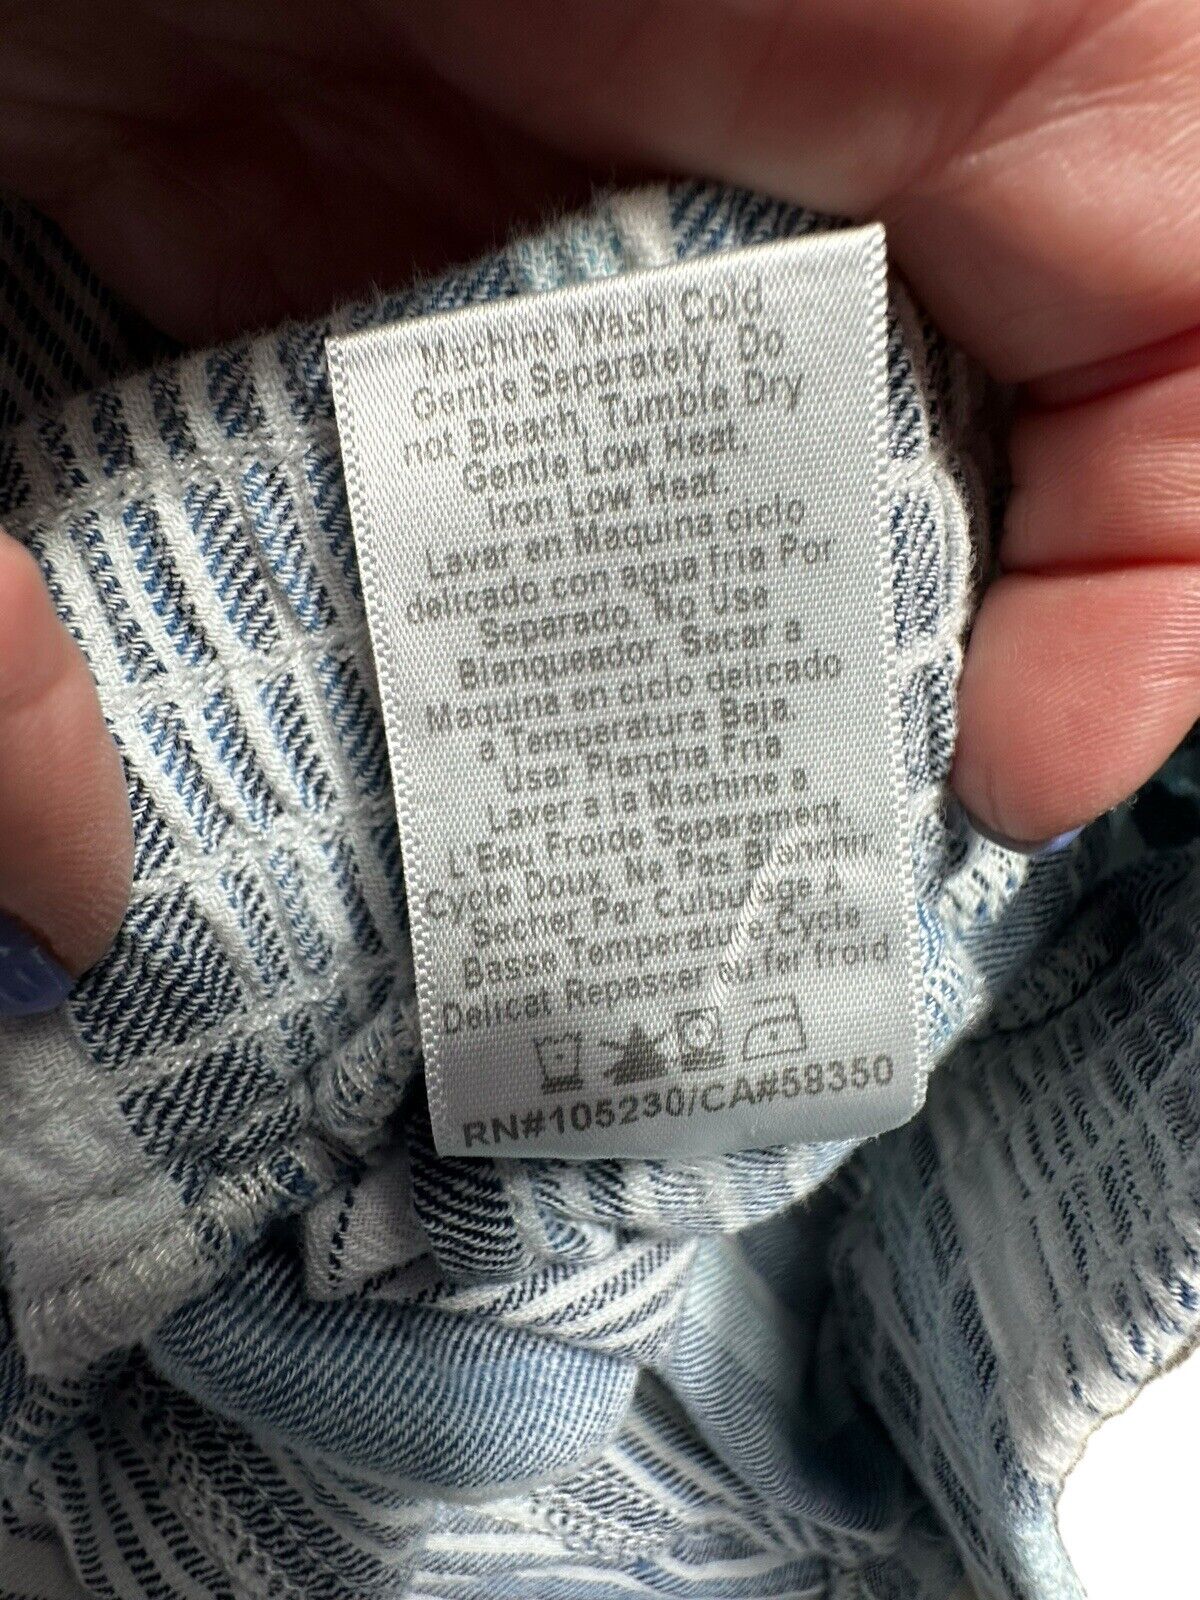 Machine Wash Cold
Gentle Separately. Do
not Bleach, Tumble Dry
Gentle Low Heat.
Iron Low Heat.
Lavar en Maquina ciclo
delicado con agua fria Por
Separado. No Use
Blanqueador. Secar a
Maquina en ciclo delicado
a Temperatura Baja.
Usar Plancha Fria
Laver a la Machine a
L'Eau Froide Separament.
Cycle Doux. Ne Pas Blanchir.
Secher Par Culbutage A
Basse Temperature Cycle
Delicat Repasser au fer froid
RN#105230/CA#58350